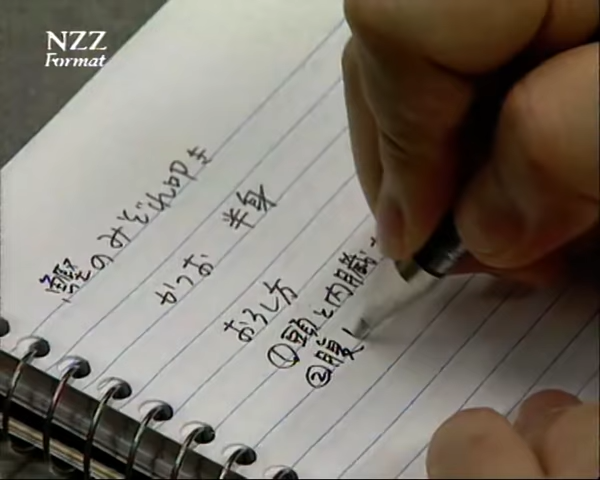 NZZ
Format
鰹のみぞれ叩き
かつお 半身
おろし方
①頭と内臓
②腹